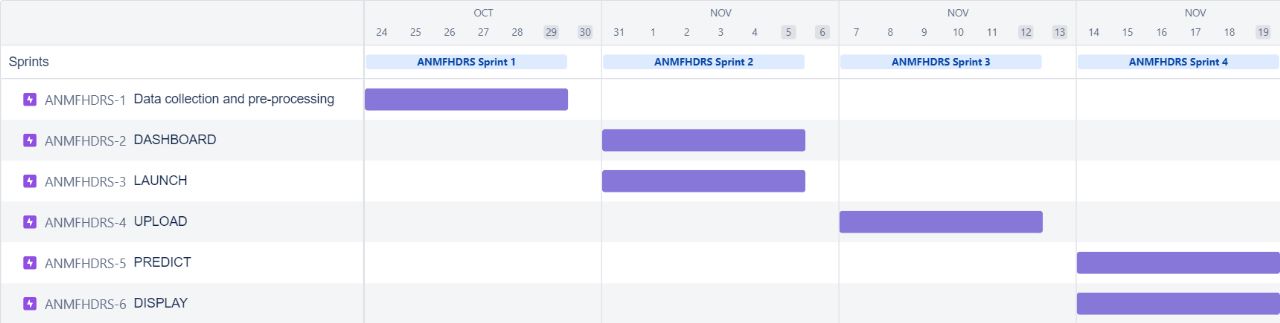 OCT NOV NOV NOV
24 25 26 27 28 29 30 31 1 2 3 4 5 6 7 8 9 10 11 12 13 14 15 16 17 18 19
Sprints ANMFHDRS Sprint 1 ANMFHDRS Sprint 2 ANMFHDRS Sprint 3 ANMFHDRS Sprint 4
ANMFHDRS-1 Data collection and pre-processing
ANMFHDRS-2 DASHBOARD
ANMFHDRS-3 LAUNCH
ANMFHDRS-4 UPLOAD
ANMFHDRS-5 PREDICT
ANMFHDRS-6 DISPLAY